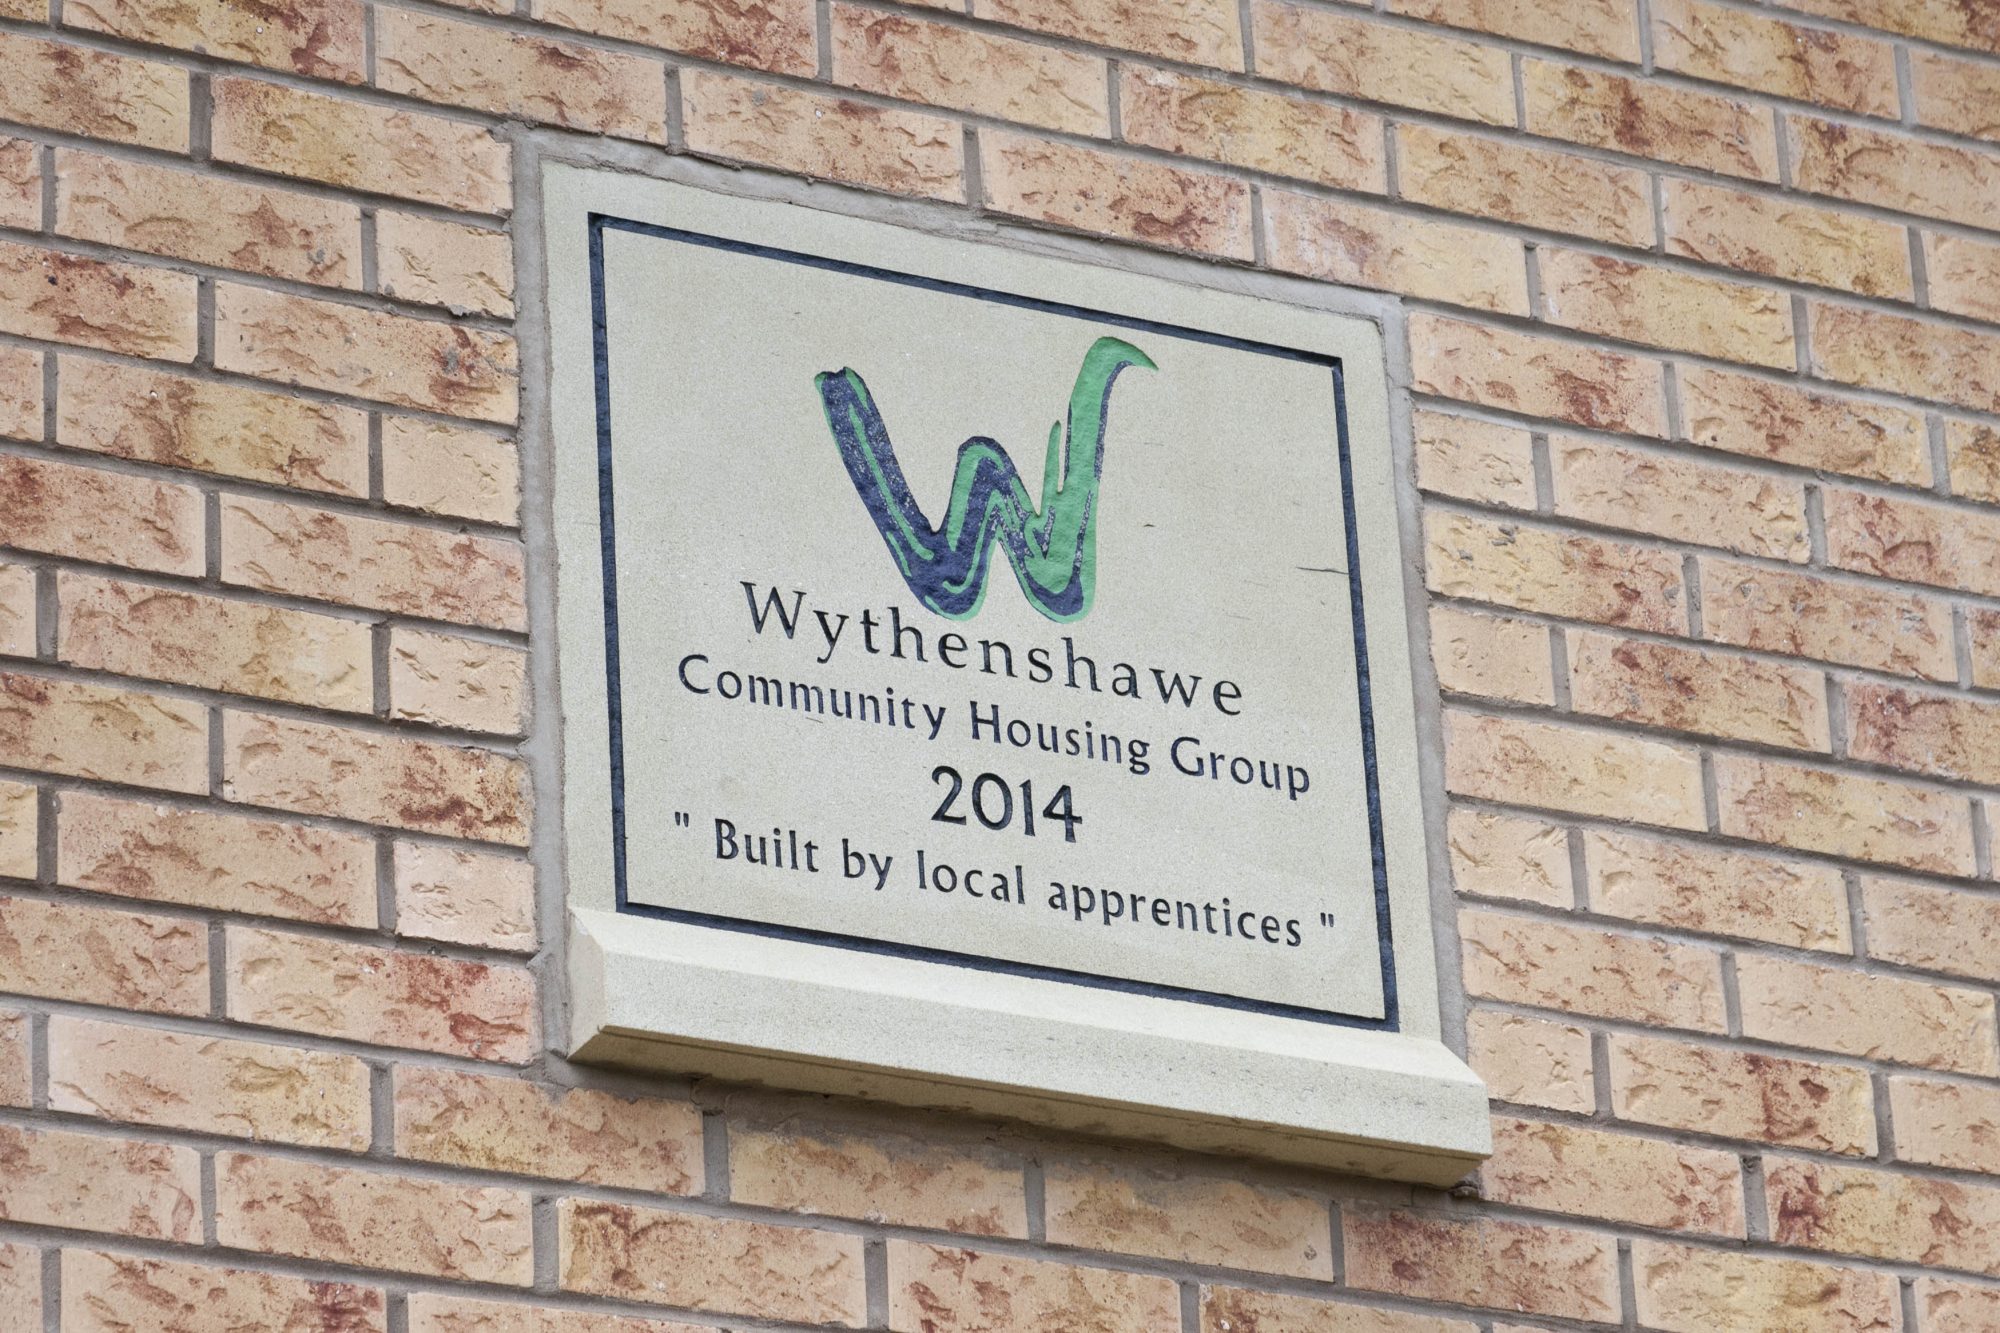 W
Wythenshawe
Community Housing Group
2014
" Built by local apprentices "